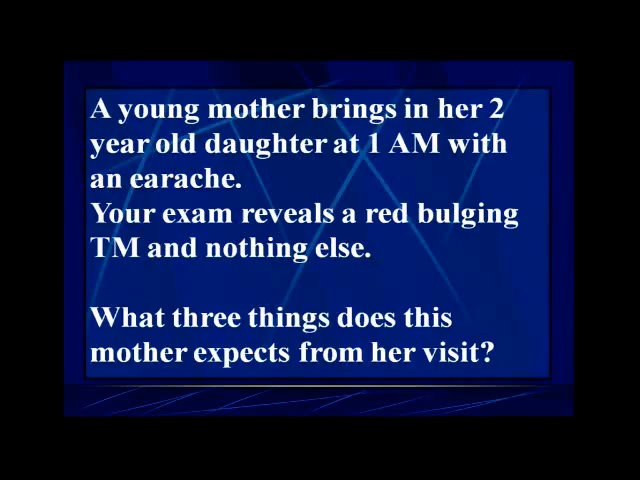 A young mother brings in her 2
year old daughter at 1 AM with
an earache.
Your exam reveals a red bulging
TM and nothing else.
What three things does this
mother expects from her visit?